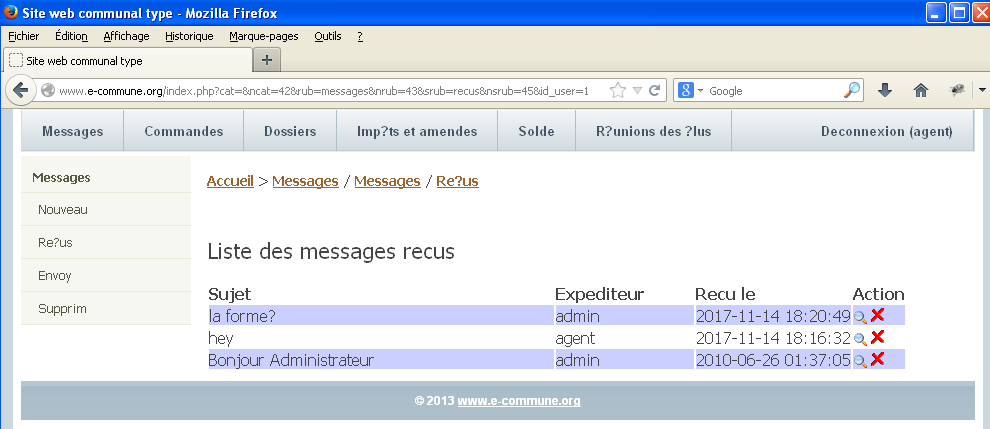 Site web communal type - Mozilla Firefox
Fichier Édition Affichage Historique Marque-pages Outils ?
Site web communal type +
www.e-commune.org/index.php?cat=&ncat=42&rub=messages&nrub=43&srub=recus&nsrub=45&id_user=1 Google
Messages Commandes Dossiers Imp?ts et amendes Solde R?unions des ?lus Deconnexion (agent)
Messages
Nouveau
Re?us
Envoy
Supprim
Accueil > Messages / Messages / Re?us
Liste des messages recus
Sujet Expediteur Recu le Action
la forme? admin 2017-11-14 18:20:49
hey agent 2017-11-14 18:16:32
Bonjour Administrateur admin 2010-06-26 01:37:05
© 2013 www.e-commune.org